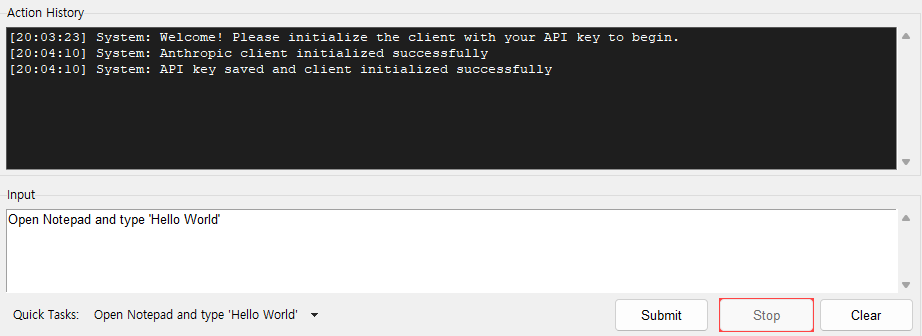 Action History
[20:03:23] System: Welcome! Please initialize the client with your API key to begin.
[20:04:10] System: Anthropic client initialized successfully
[20:04:10] System: API key saved and client initialized successfully
Input
Open Notepad and type 'Hello World'
Quick Tasks: Open Notepad and type 'Hello World' Submit Stop Clear